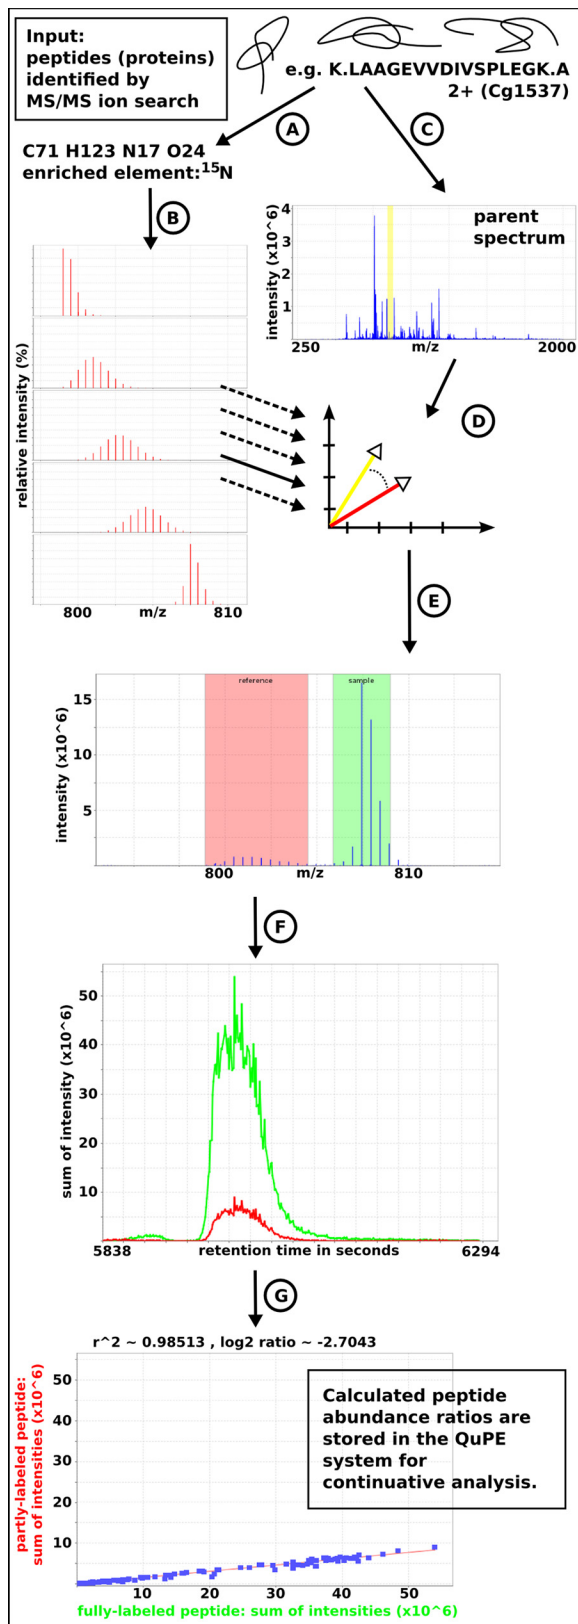 Input:
peptides (proteins)
identified by
MS/MS ion search
e.g. K.LAAGEVVDIVSPLEGK.A
2+ (Cg1537)
A
C
C71 H123 N17 O24
enriched element:15N
B
parent
spectrum
intensity (x10^6)
4
3
2
1
250
m/z
2000
relative intensity (%)
800
m/z
810
D
E
reference
sample
intensity (x10^6)
15
10
5
800
m/z
810
F
sum of intensity (x10^6)
50
40
30
20
10
5838
retention time in seconds
6294
G
r^2 ~ 0.98513 , log2 ratio ~ -2.7043
partly-labeled peptide:
sum of intensities (x10^6)
50
40
30
20
10
Calculated peptide
abundance ratios are
stored in the QuPE
system for
continuative analysis.
10
20
30
40
50
fully-labeled peptide: sum of intensities (x10^6)